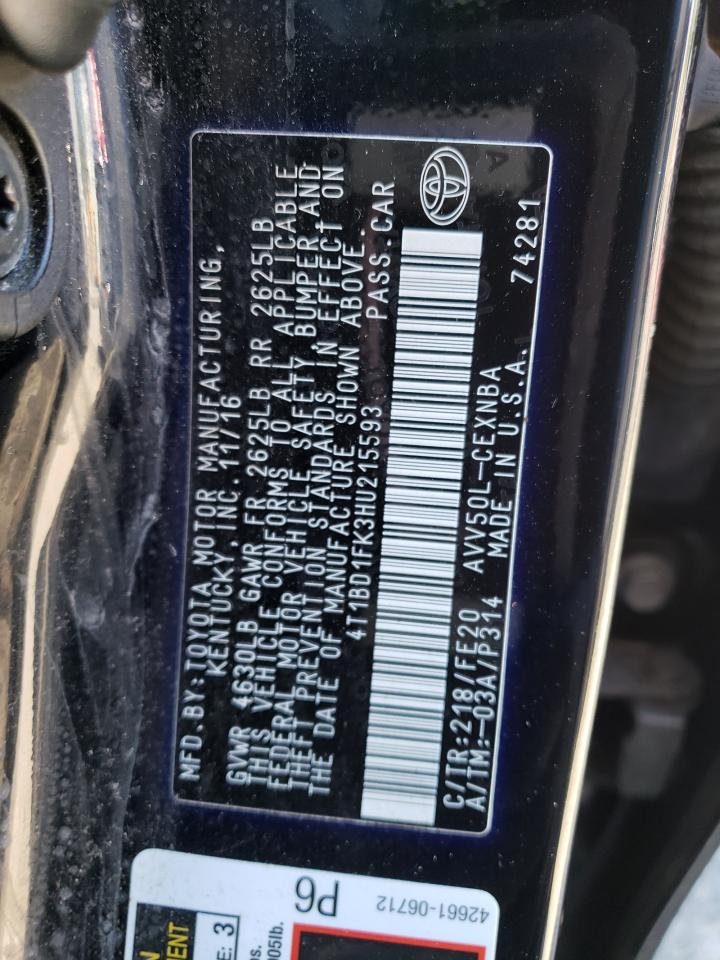 MFD.BY:TOYOTA MOTOR MANUFACTURING,
KENTUCKY, INC. 11/16
GVWR 4630LB GAWR FR 2625LB RR 2625LB
THIS VEHICLE CONFORMS TO ALL APPLICABLE
FEDERAL MOTOR VEHICLE SAFETY, BUMPER AND
THEFT PREVENTION STANDARDS IN EFFECT ON
THE DATE OF MANUFACTURE SHOWN ABOVE.
4T1BD1FK3HU215593 PASS.CAR
C/TR:218/FE20 AVV50L-CEXNBA
A/TM:-03A/P314 MADE IN U.S.A. 74281
P6
42661-06712
E: 3